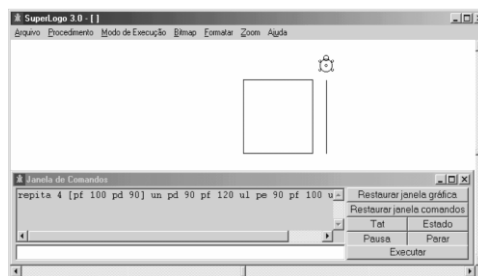 SuperLogo 3.0 - [ ]
Arquivo Procedimento Modo de Execução Bitmap Formatar Zoom Ajuda
Janela de Comandos
repita 4 [pf 100 pd 90] un pd 90 pf 120 ul pe 90 pf 100 u
Restaurar janela gráfica
Restaurar janela comandos
Tat Estado
Pausa Parar
Executar